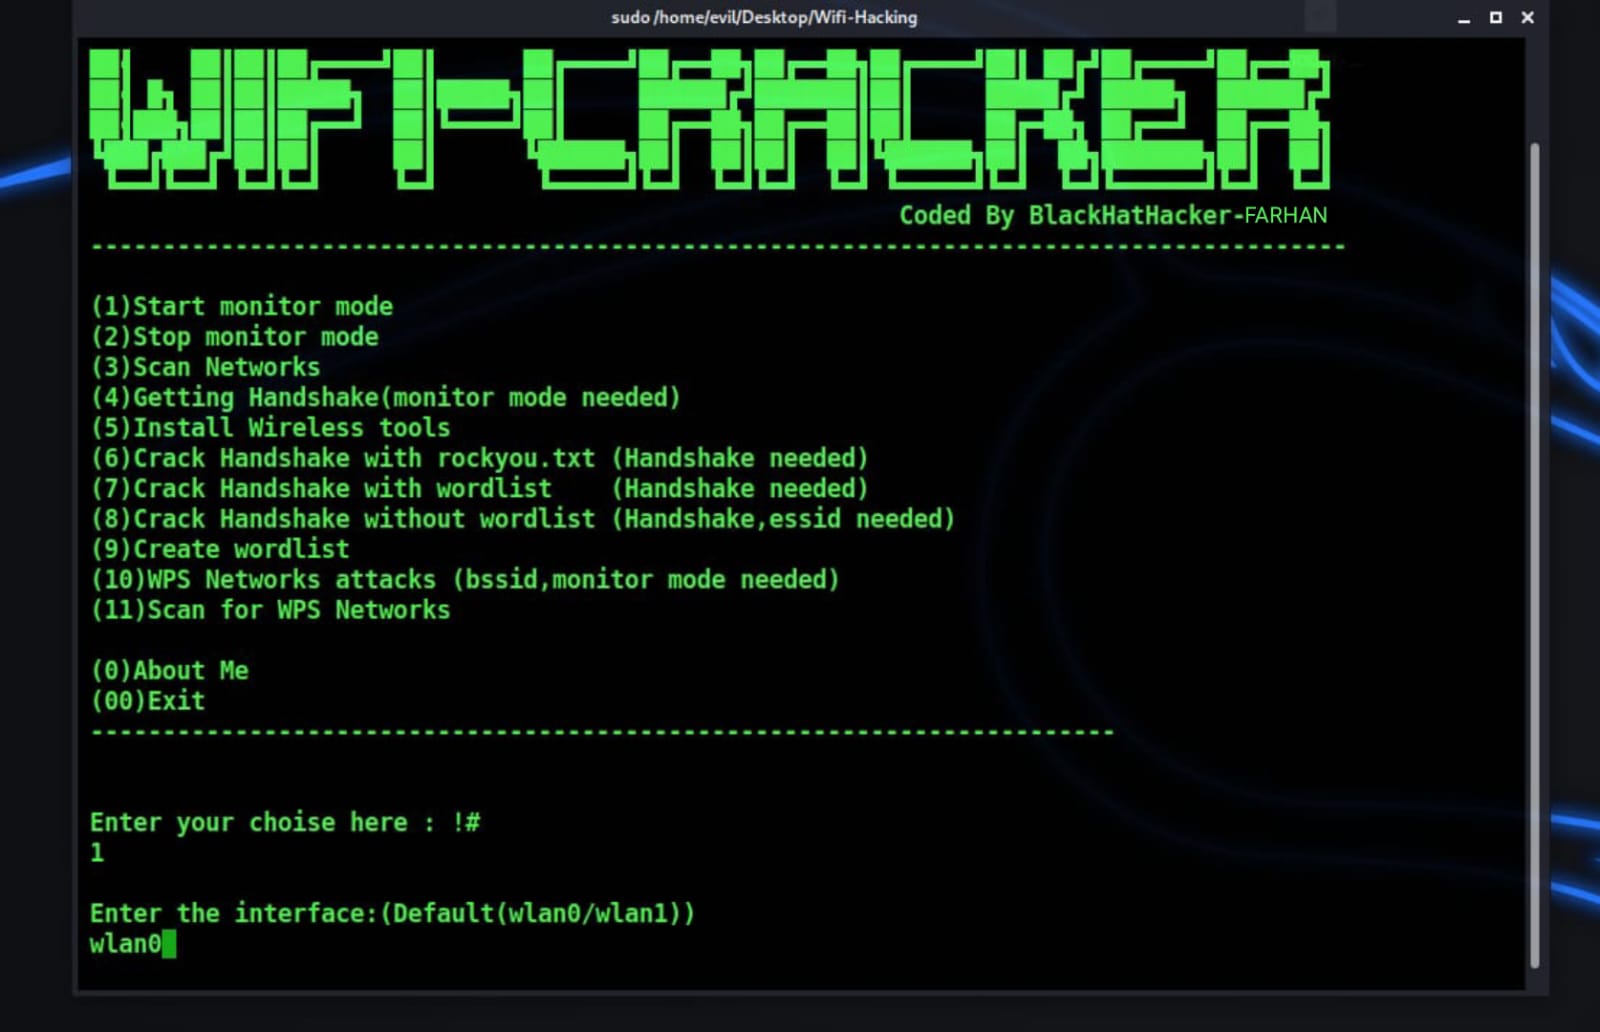 sudo /home/evil/Desktop/Wifi-Hacking
WIFI-CRACKER
Coded By BlackHatHacker-FARHAN
---------------------------------------------------------------------------------------
(1)Start monitor mode
(2)Stop monitor mode
(3)Scan Networks
(4)Getting Handshake(monitor mode needed)
(5)Install Wireless tools
(6)Crack Handshake with rockyou.txt (Handshake needed)
(7)Crack Handshake with wordlist    (Handshake needed)
(8)Crack Handshake without wordlist (Handshake,essid needed)
(9)Create wordlist
(10)WPS Networks attacks (bssid,monitor mode needed)
(11)Scan for WPS Networks
(0)About Me
(00)Exit
-----------------------------------------------------------------------
Enter your choise here : !#
1
Enter the interface:(Default(wlan0/wlan1))
wlan0